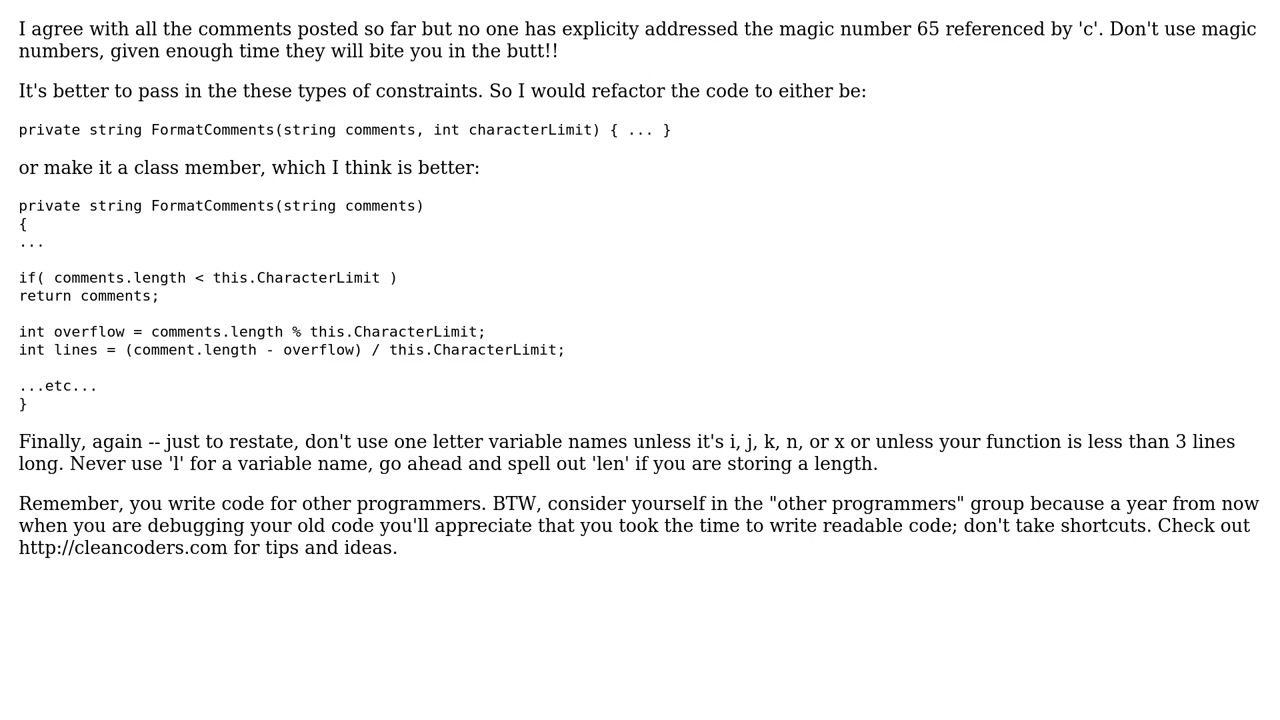 I agree with all the comments posted so far but no one has explicity addressed the magic number 65 referenced by 'c'. Don't use magic
numbers, given enough time they will bite you in the butt!!
It's better to pass in the these types of constraints. So I would refactor the code to either be:
private string FormatComments(string comments, int characterLimit) { ... }
or make it a class member, which I think is better:
private string FormatComments(string comments)
{
...
if( comments.length < this.CharacterLimit )
return comments;
int overflow = comments.length % this.CharacterLimit;
int lines = (comment.length - overflow) / this.CharacterLimit;
...etc...
}
Finally, again -- just to restate, don't use one letter variable names unless it's i, j, k, n, or x or unless your function is less than 3 lines
long. Never use 'l' for a variable name, go ahead and spell out 'len' if you are storing a length.
Remember, you write code for other programmers. BTW, consider yourself in the "other programmers" group because a year from now
when you are debugging your old code you'll appreciate that you took the time to write readable code; don't take shortcuts. Check out
http://cleancoders.com for tips and ideas.